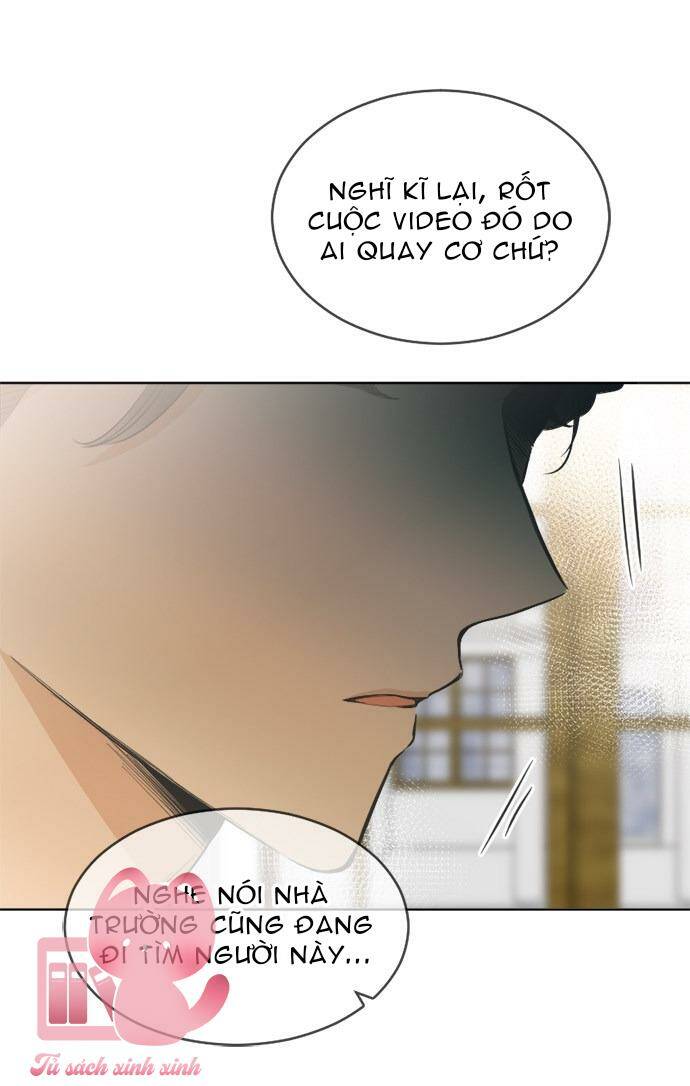 NGHĨ KĨ LẠI, RỐT
CUỘC VIDEO ĐÓ DO
AI QUAY CƠ CHỨ?
NGHE NÓI NHÀ
TRƯỜNG CŨNG ĐANG
ĐI TÌM NGƯỜI NÀY...
Tủ sách xinh xinh